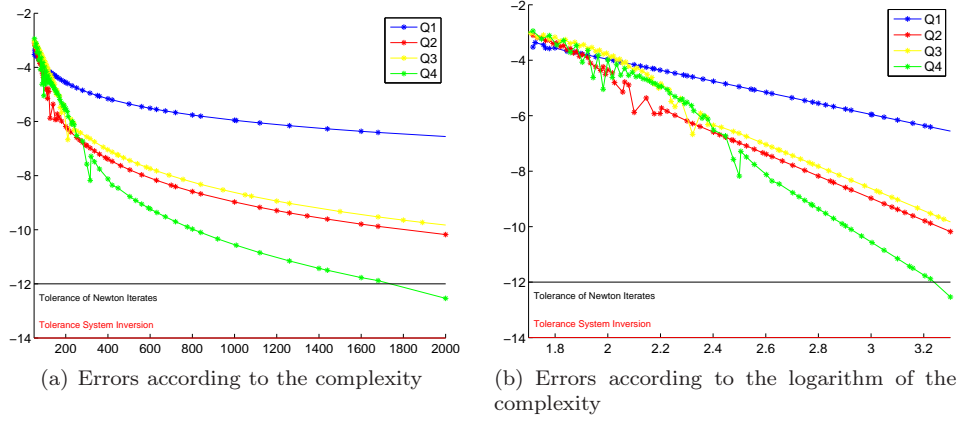 −2
−4
−6
−8
−10
−12
−14
200 400 600 800 1000 1200 1400 1600 1800 2000
Q1
Q2
Q3
Q4
Tolerance of Newton Iterates
Tolerance System Inversion
(a) Errors according to the complexity
−2
−4
−6
−8
−10
−12
−14
1.8 2 2.2 2.4 2.6 2.8 3 3.2
Q1
Q2
Q3
Q4
Tolerance of Newton Iterates
Tolerance System Inversion
(b) Errors according to the logarithm of the
complexity